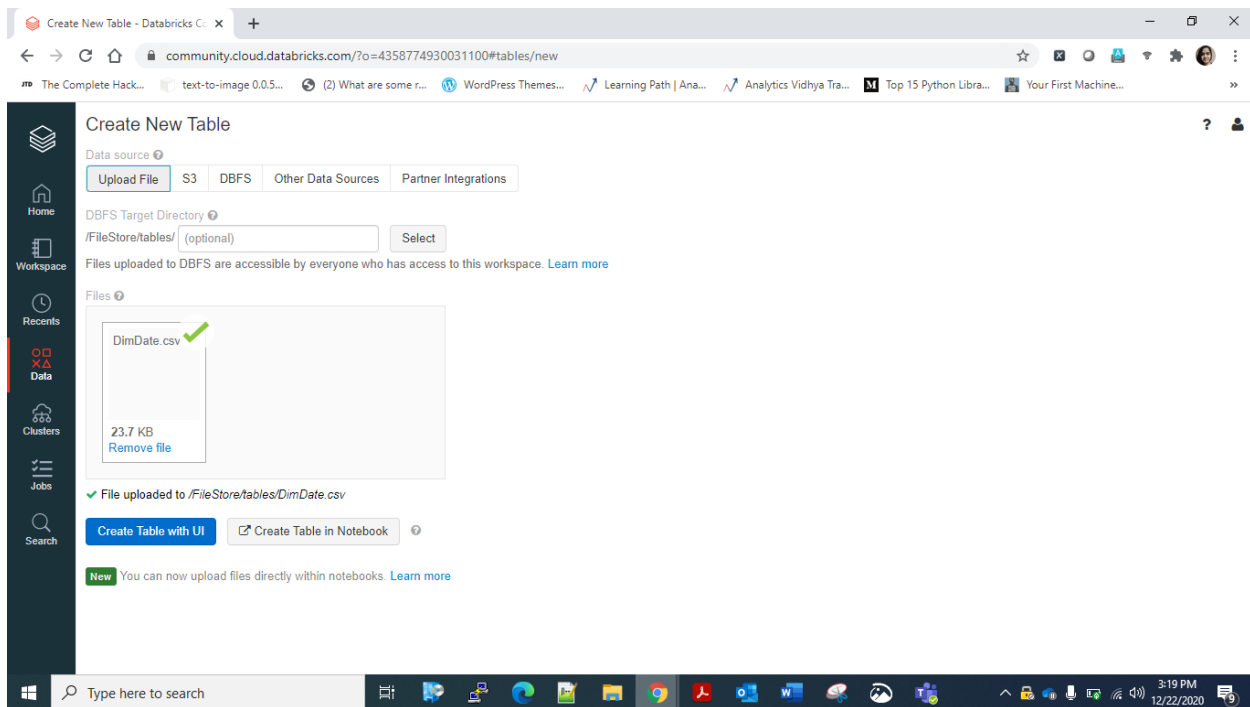 Create New Table - Databricks Co
community.cloud.databricks.com/?o=4358774930031100#tables/new
The Complete Hack... text-to-image 0.0.5... (2) What are some r... WordPress Themes... Learning Path | Ana... Analytics Vidhya Tra... Top 15 Python Libra... Your First Machine... »
Create New Table
?
Data source ?
Upload File S3 DBFS Other Data Sources Partner Integrations
Home
DBFS Target Directory ?
/FileStore/tables/ (optional) Select
Workspace
Files uploaded to DBFS are accessible by everyone who has access to this workspace. Learn more
Files ?
Recents
DimDate.csv
Data
23.7 KB
Clusters
Remove file
Jobs
File uploaded to /FileStore/tables/DimDate.csv
Create Table with UI Create Table in Notebook ?
Search
New You can now upload files directly within notebooks. Learn more
Type here to search
3:19 PM
12/22/2020
9